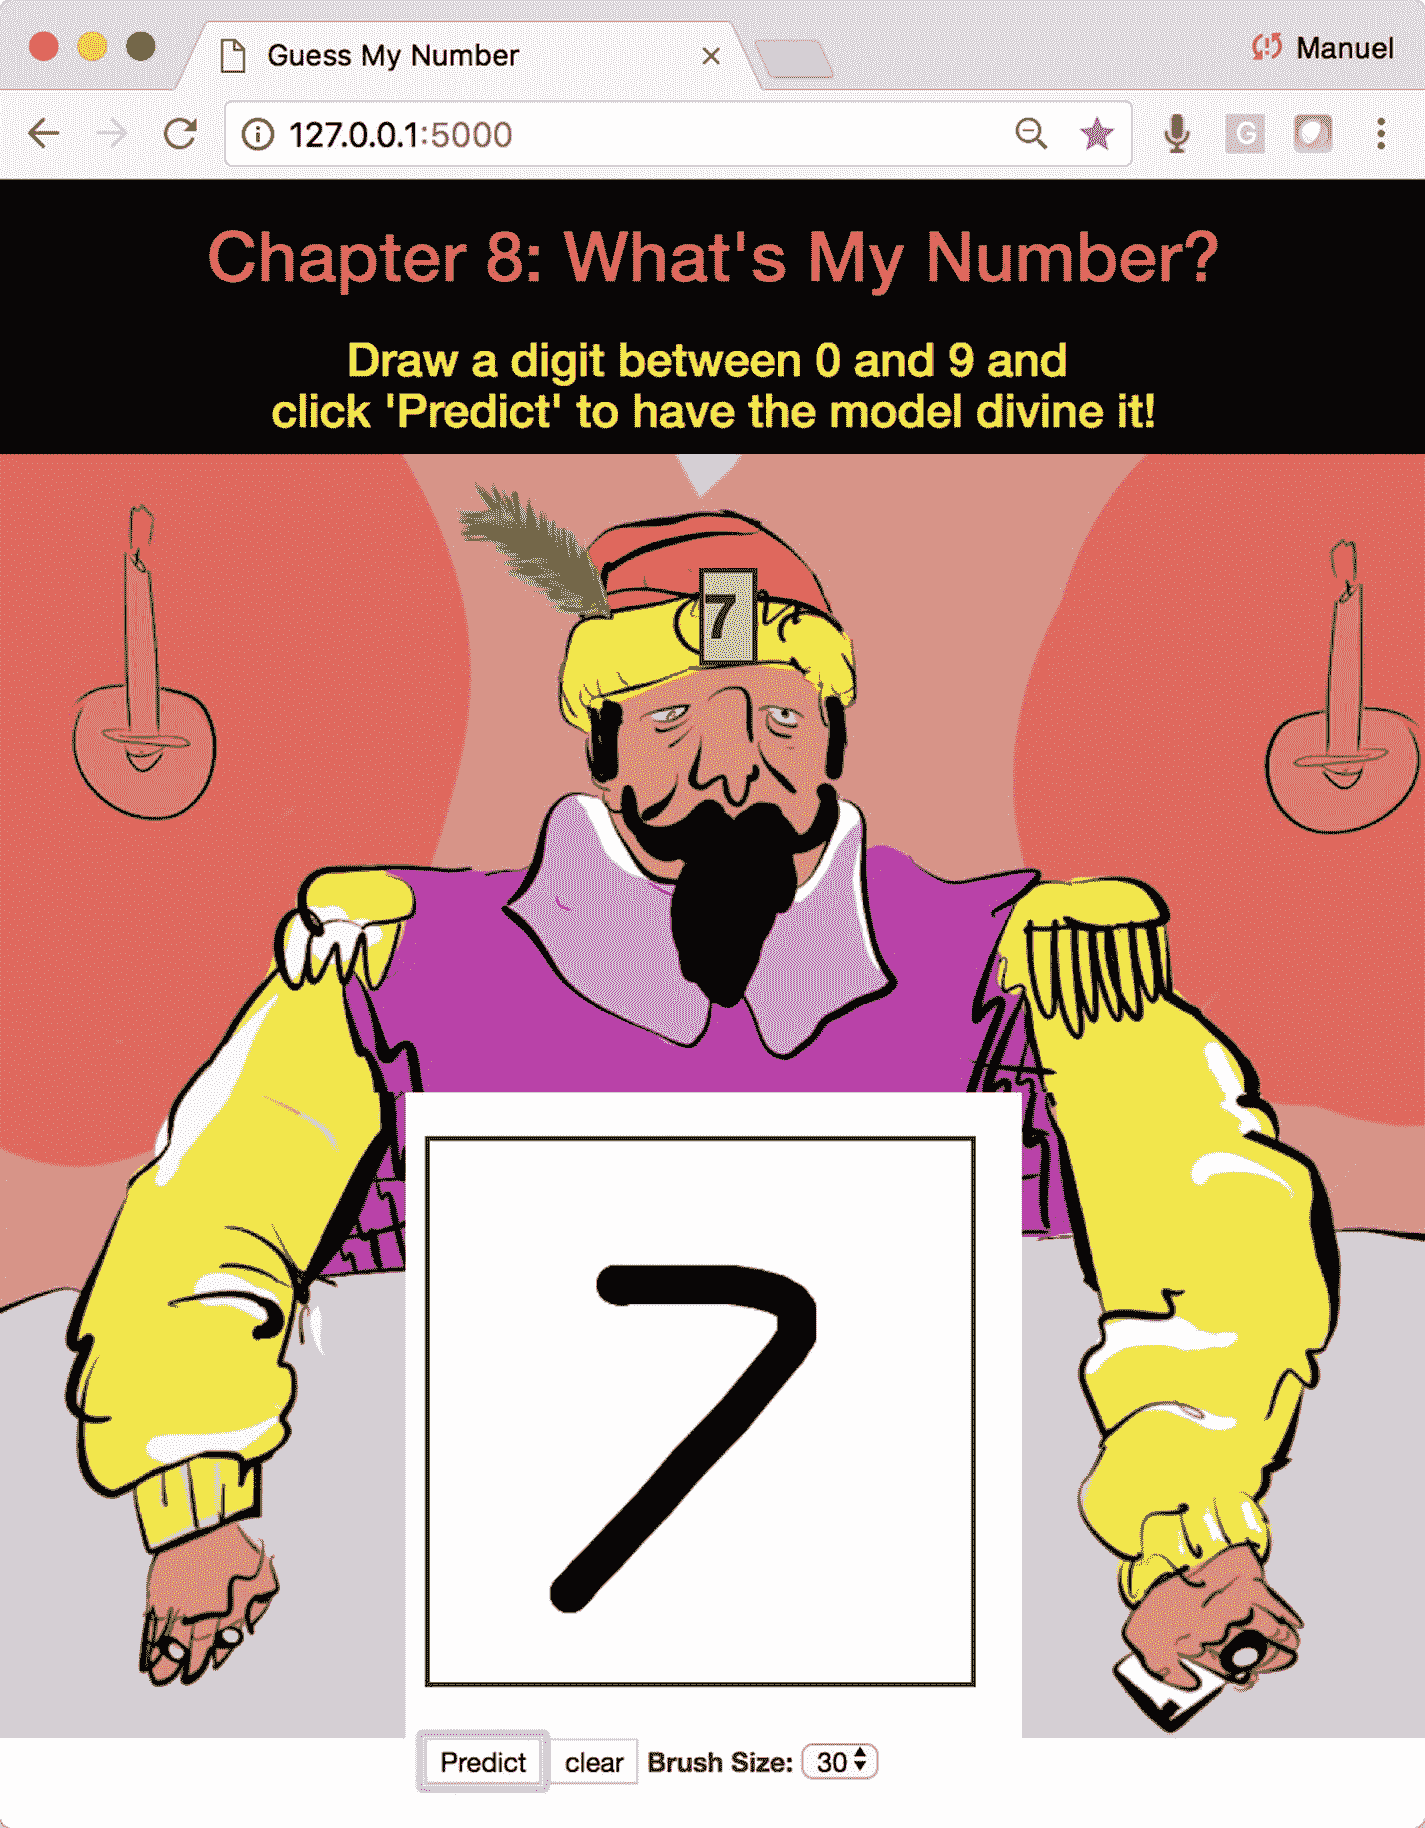 Guess My Number
Manuel
127.0.0.1:5000
G
Chapter 8: What's My Number?
Draw a digit between 0 and 9 and
click 'Predict' to have the model divine it!
7
7
Predict
clear
Brush Size:
30